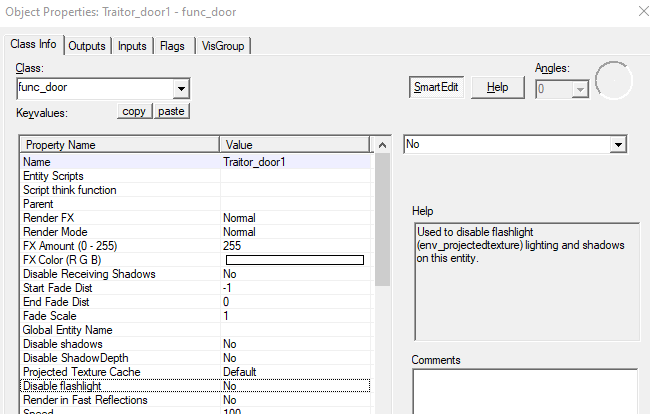 Object Properties: Traitor_door1 - func_door
Class Info Outputs Inputs Flags VisGroup
Class:
func_door
Keyvalues: copy paste
SmartEdit Help
Angles:
0
Property Name Value
Name Traitor_door1
Entity Scripts
Script think function
Parent
Render FX Normal
Render Mode Normal
FX Amount (0 - 255) 255
FX Color (R G B)
Disable Receiving Shadows No
Start Fade Dist -1
End Fade Dist 0
Fade Scale 1
Global Entity Name
Disable shadows No
Disable ShadowDepth No
Projected Texture Cache Default
Disable flashlight No
Render in Fast Reflections No
Speed 100
No
Help
Used to disable flashlight
(env_projectedtexture) lighting and shadows
on this entity.
Comments